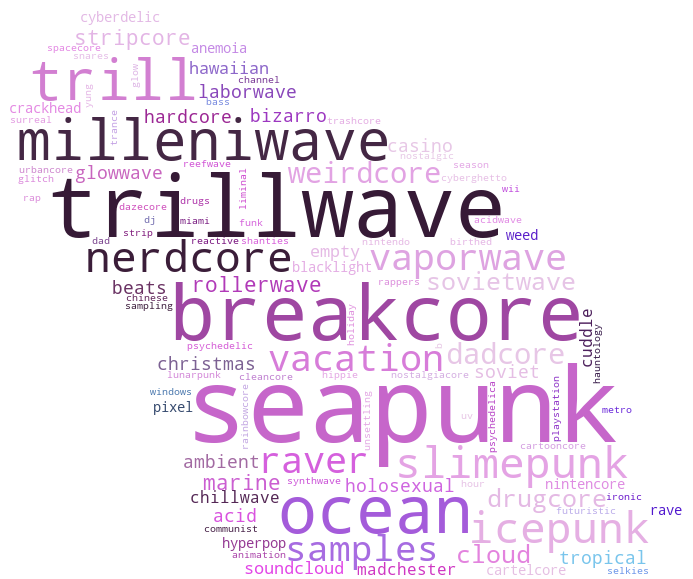 cyberdelic
stripcore
spacecore
anemoia
snares
trill
glow
hawaiian
channel
yung
laborwave
bass
crackhead
hardcore
bizarro
surreal
trance
trashcore
milleniwave
casino
nostalgic
reefwave
season
urbancore
glowwave
weirdcore
glitch
cyberghetto
liminal
wii
trillwave
rap
drugs
dazecore
acidwave
dj
miami
funk
strip
weed
dad
reactive
shanties
nintendo
birthed
nerdcore
empty
vaporwave
blacklight
beats
rollerwave
sovietwave
rappers
chinese
sampling
breakcore
holiday
cuddle
hauntology
psychedelic
b
vacation
dadcore
christmas
soviet
lunarpunk
cleancore
hippie
nostalgiacore
windows
rainbowcore
seapunk
pixel
unsettling
uv
psychedelica
playstation
metro
cartooncore
ambient
raver
slimepunk
marine
synthwave
holosexual
hour
nintencore
chillwave
drugcore
ironic
acid
ocean
icepunk
futuristic
rave
communist
hyperpop
samples
cloud
animation
tropical
soundcloud
madchester
cartelcore
selkies